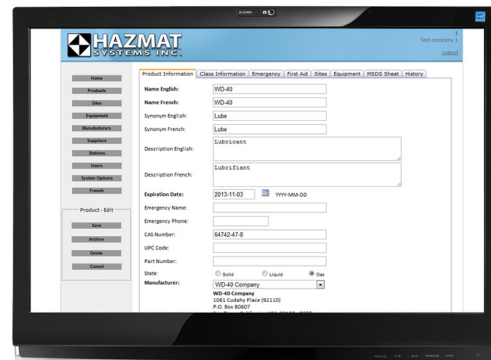 HAZMAT
SYSTEMS INC.
1
Test company 1
Logout
Home
Products
Sites
Equipment
Manufacturers
Suppliers
Stations
Users
System Options
French
Product - Edit
Save
Archive
Delete
Cancel
Product Information Class Information Emergency First Aid Sites Equipment MSDS Sheet History
Name English: WD-40
Name French: WD-40
Synonym English: Lube
Synonym French: Lube
Description English: Lubricant
Description French: Lubrifiant
Expiration Date: 2013-11-03 YYYY-MM-DD
Emergency Name:
Emergency Phone:
CAS Number: 64742-47-8
UPC Code:
Part Number:
State: Solid Liquid Gas
Manufacturer: WD-40 Company
WD-40 Company
1061 Cudahy Place (92110)
P.O. Box 80607